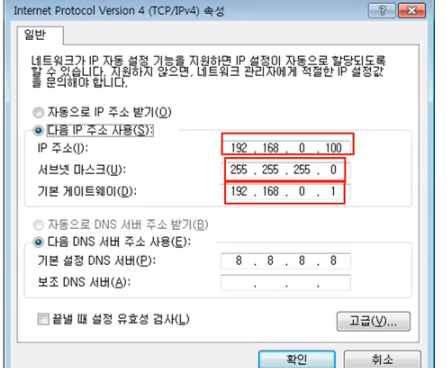 Internet Protocol Version 4 (TCP/IPv4) 속성
일반
네트워크가 IP 자동 설정 기능을 지원하면 IP 설정이 자동으로 할당되도록
할 수 있습니다. 지원하지 않으면, 네트워크 관리자에게 적절한 IP 설정값
을 문의해야 합니다.
자동으로 IP 주소 받기(O)
다음 IP 주소 사용(S):
IP 주소(I): 192 . 168 . 0 . 100
서브넷 마스크(U): 255 . 255 . 255 . 0
기본 게이트웨이(D): 192 . 168 . 0 . 1
자동으로 DNS 서버 주소 받기(B)
다음 DNS 서버 주소 사용(E):
기본 설정 DNS 서버(P): 8 . 8 . 8 . 8
보조 DNS 서버(A): . . .
끝낼 때 설정 유효성 검사(L)
고급(V)...
확인 취소